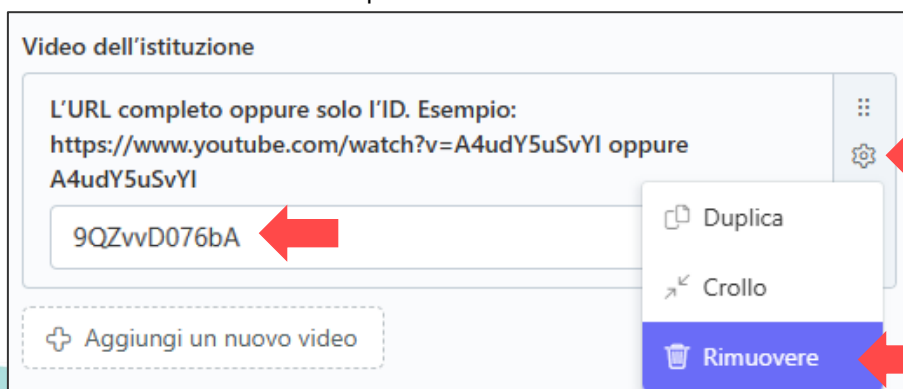 Video dell'istituzione
L'URL completo oppure solo l'ID. Esempio:
https://www.youtube.com/watch?v=A4udY5uSvYI oppure
A4udY5uSvYI
9QZvvD076bA
Duplica
Crollo
Aggiungi un nuovo video
Rimuovere